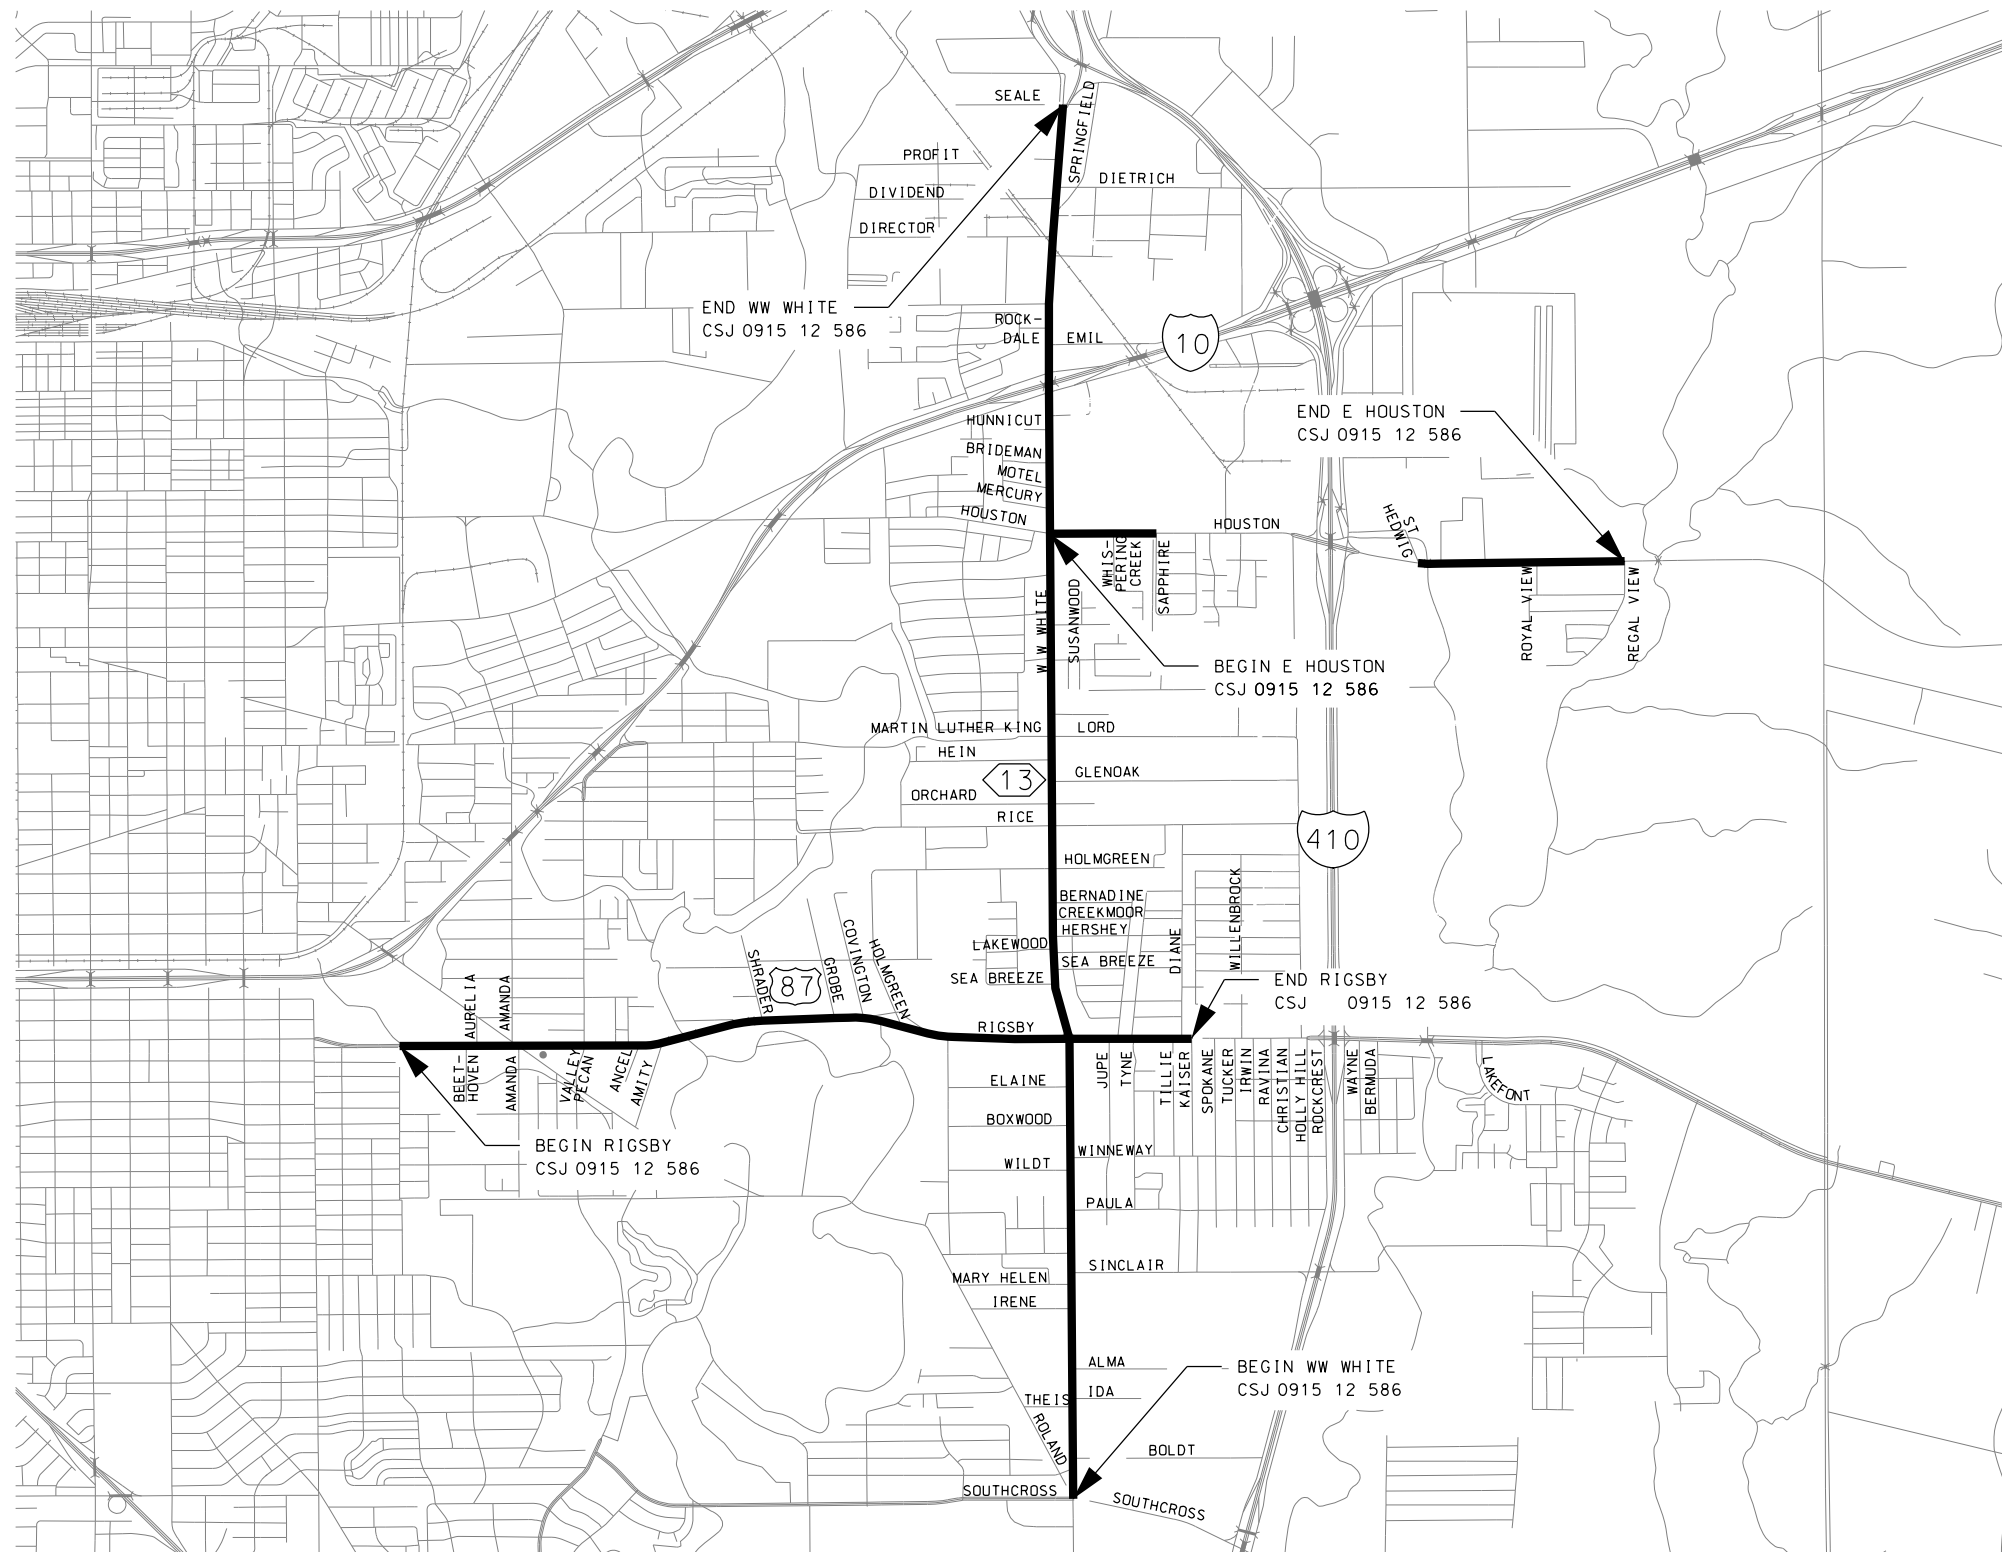 SEALE
SPRINGFIELD
PROFIT
DIETRICH
DIVIDEND
DIRECTOR
END WW WHITE
CSJ 0915 12 586
ROCK-
DALE
EMIL
10
END E HOUSTON
CSJ 0915 12 586
HUNNICUT
BRIDEMAN
MOTEL
MERCURY
HOUSTON
HOUSTON
ST
HEDWIG
WHIS-
PERING
CREEK
SAPPHIRE
SUSANWOOD
W W WHITE
ROYAL VIEW
REGAL VIEW
BEGIN E HOUSTON
CSJ 0915 12 586
MARTIN LUTHER KING
LORD
HEIN
13
GLENOAK
ORCHARD
RICE
410
HOLMGREEN
BERNADINE
CREEKMOOR
HERSHEY
LAKEWOOD
SEA BREEZE
SEA BREEZE
DIANE
WILLENBROCK
END RIGSBY
CSJ 0915 12 586
SHRADER
87
GROBE
COVINGTON
HOLMGREEN
RIGSBY
AURELIA
AMANDA
BEET-
HOVEN
AMANDA
VALLEY
PECAN
ANCEL
AMITY
BEGIN RIGSBY
CSJ 0915 12 586
ELAINE
BOXWOOD
WILDT
JUPE
TYNE
TILLIE
KAISER
SPOKANE
TUCKER
IRWIN
RAVINA
CHRISTIAN
HOLLY HILL
ROCKCREST
WAYNE
BERMUDA
LAKEFONT
WINNEWAY
PAULA
SINCLAIR
MARY HELEN
IRENE
ALMA
IDA
THEIS
ROLAND
BEGIN WW WHITE
CSJ 0915 12 586
BOLDT
SOUTHCROSS
SOUTHCROSS